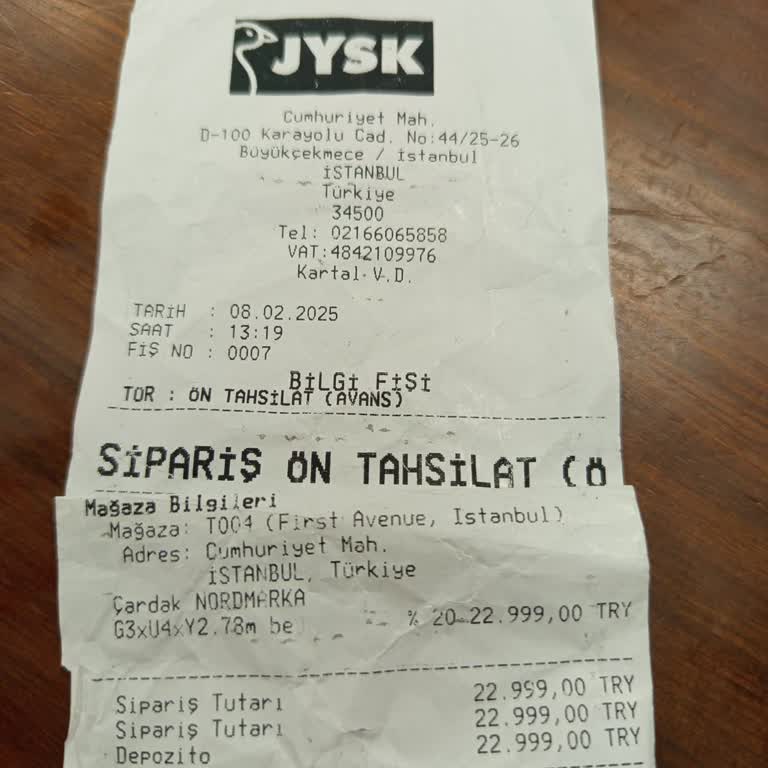 JYSK
Cumhuriyet Mah.
D-100 Karayolu Cad. No:44/25-26
Büyükçekmece / İstanbul
İSTANBUL
Türkiye
34500
Tel: 02166065858
VAT:4842109976
Kartal V.D.
TARİH : 08.02.2025
SAAT : 13:19
FİŞ NO : 0007
BİLGİ FİŞİ
TÜR : ÖN TAHSİLAT (AVANS)
SİPARİŞ ÖN TAHSİLAT (Ö
Mağaza Bilgileri
Mağaza: T004 (First Avenue, Istanbul)
Adres: Cumhuriyet Mah.
İSTANBUL, Türkiye
Çardak NORDMARKA
G3xU4xY2.78m be % 20 22.999,00 TRY
Sipariş Tutarı 22.999,00 TRY
Sipariş Tutarı 22.999,00 TRY
Depozito 22.999,00 TRY